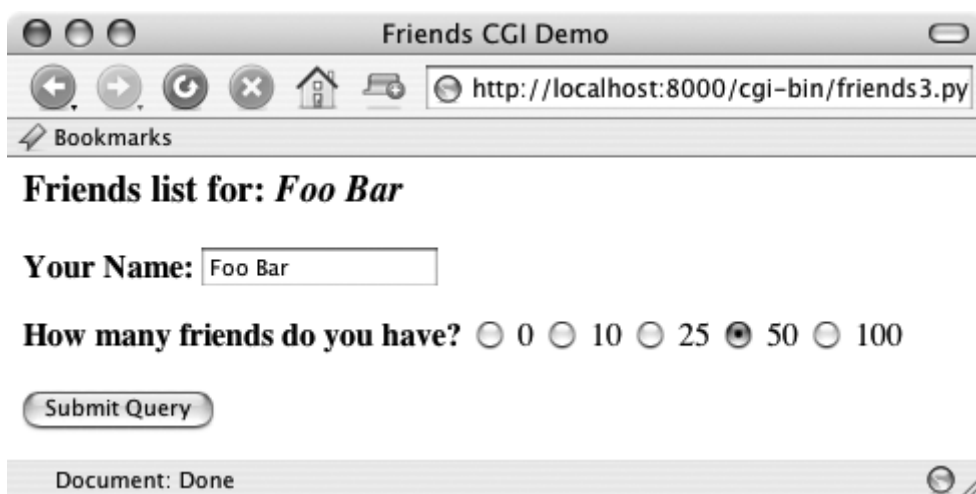 Friends CGI Demo
http://localhost:8000/cgi-bin/friends3.py
Bookmarks
Friends list for: Foo Bar
Your Name: Foo Bar
How many friends do you have? 0 10 25 50 100
Submit Query
Document: Done